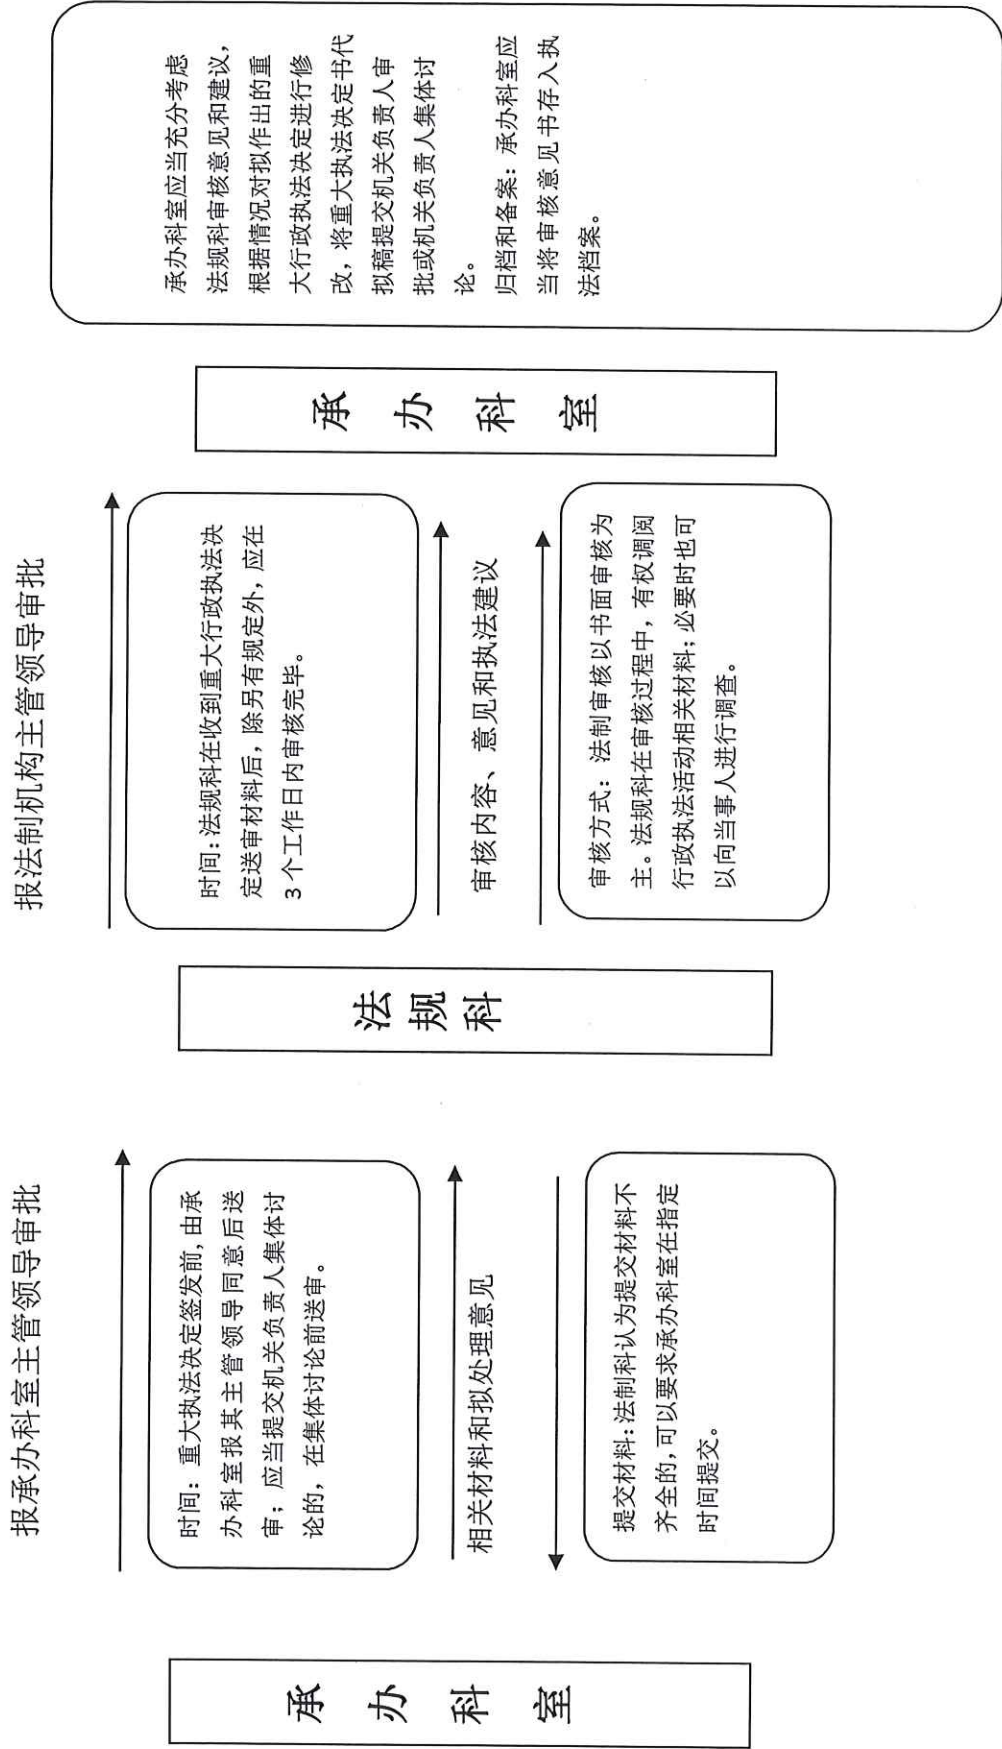 承办科室
报承办科室主管领导审批
时间：重大执法决定签发前，由承
办科室报其主管领导同意后送
审；应当提交机关负责人集体讨
论的，在集体讨论前送审。
相关材料和拟处理意见
提交材料：法制科认为提交材料不
齐全的，可以要求承办科室在指定
时间提交。
法规科
报法制机构主管领导审批
时间：法规科在收到重大行政执法决
定送审材料后，除另有规定外，应在
3个工作日内审核完毕。
审核内容、意见和执法建议
审核方式：法制审核以书面审核为
主。法规科在审核过程中，有权调阅
行政执法活动相关材料；必要时也可
以向当事人进行调查。
承办科室
承办科室应当充分考虑
法规科审核意见和建议，
根据情况对拟作出的重
大行政执法决定进行修
改，将重大执法决定书代
拟稿提交机关负责人审
批或机关负责人集体讨
论。
归档和备案：承办科室应
当将审核意见书存入执
法档案。